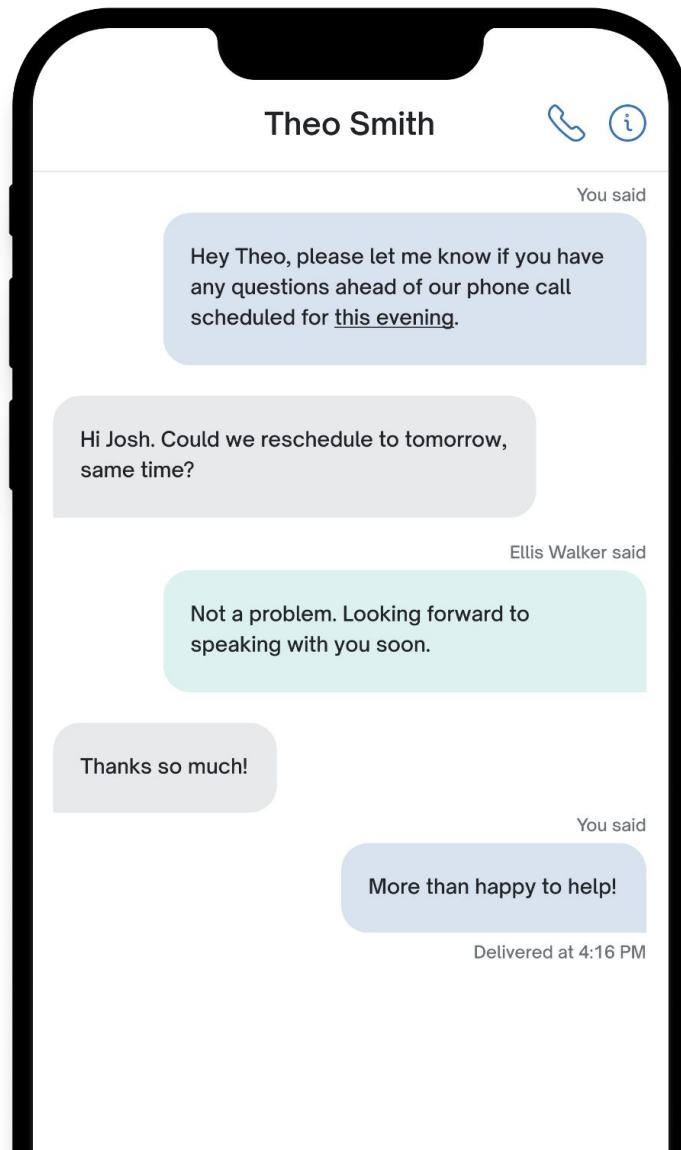 Theo Smith
You said
Hey Theo, please let me know if you have
any questions ahead of our phone call
scheduled for this evening.
Hi Josh. Could we reschedule to tomorrow,
same time?
Ellis Walker said
Not a problem. Looking forward to
speaking with you soon.
Thanks so much!
You said
More than happy to help!
Delivered at 4:16 PM